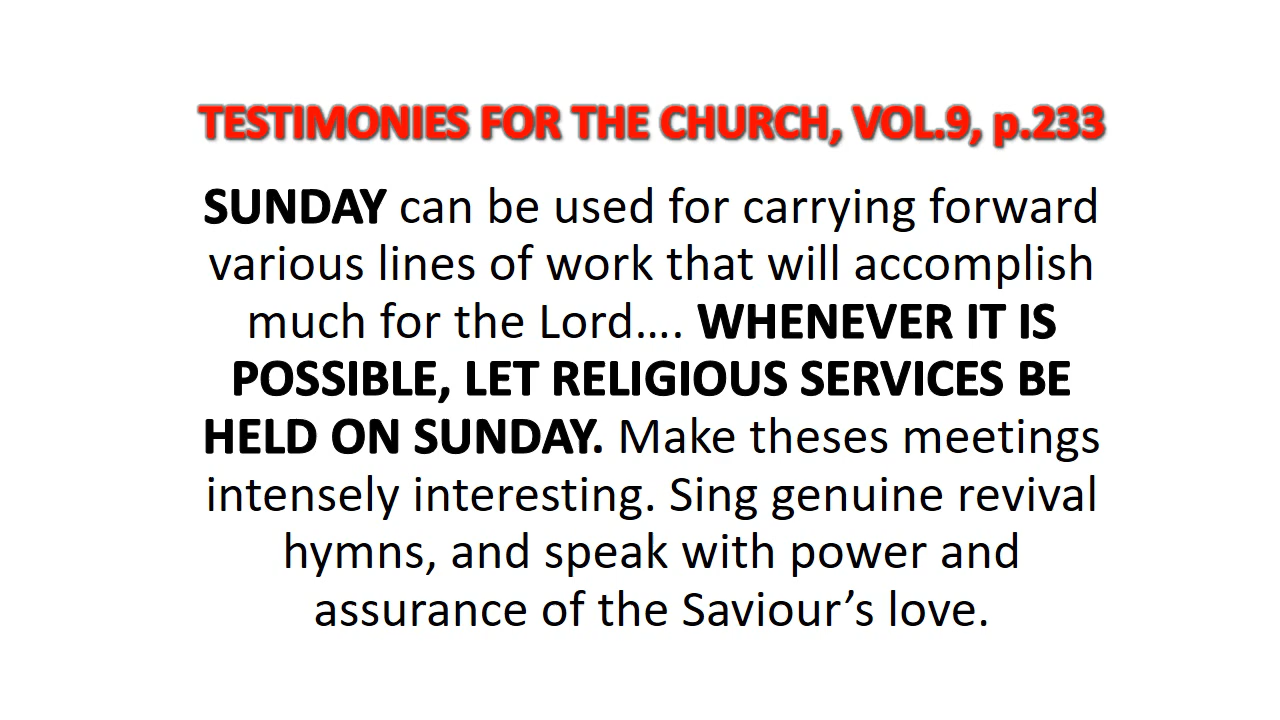 TESTIMONIES FOR THE CHURCH, VOL.9, p.233
SUNDAY can be used for carrying forward
various lines of work that will accomplish
much for the Lord.... WHENEVER IT IS
POSSIBLE, LET RELIGIOUS SERVICES BE
HELD ON SUNDAY. Make theses meetings
intensely interesting. Sing genuine revival
hymns, and speak with power and
assurance of the Saviour’s love.